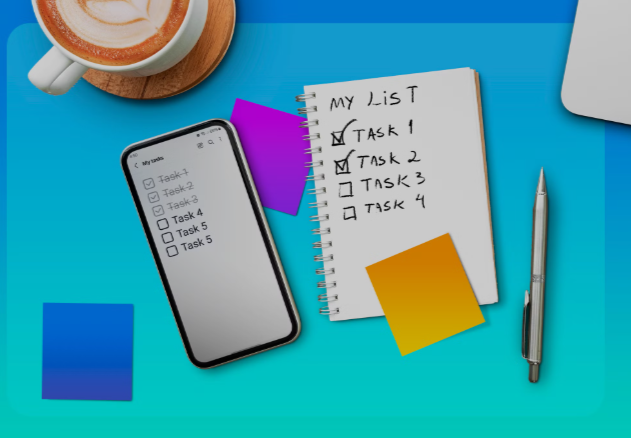 My tasks
Task 1
Task 2
Task 3
Task 4
Task 5
Task 5
MY LIST
TASK 1
TASK 2
TASK 3
TASK 4